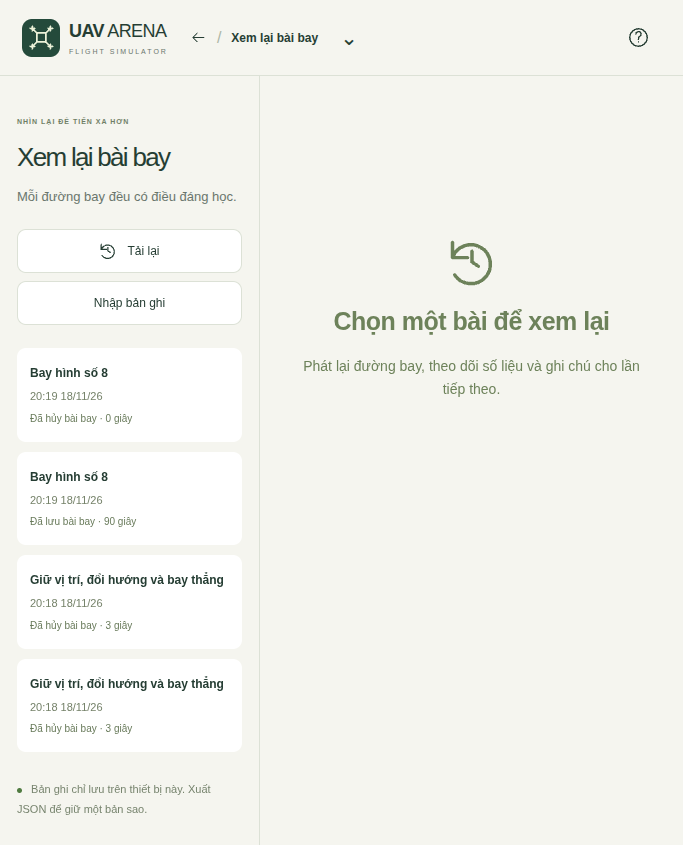 UAV ARENA
FLIGHT SIMULATOR
/ Xem lại bài bay
NHÌN LẠI ĐỂ TIẾN XA HƠN
Xem lại bài bay
Mỗi đường bay đều có điều đáng học.
Tải lại
Nhập bản ghi
Bay hình số 8
20:19 18/11/26
Đã hủy bài bay · 0 giây
Bay hình số 8
20:19 18/11/26
Đã lưu bài bay · 90 giây
Giữ vị trí, đổi hướng và bay thẳng
20:18 18/11/26
Đã hủy bài bay · 3 giây
Giữ vị trí, đổi hướng và bay thẳng
20:18 18/11/26
Đã hủy bài bay · 3 giây
Bản ghi chỉ lưu trên thiết bị này. Xuất
JSON để giữ một bản sao.
Chọn một bài để xem lại
Phát lại đường bay, theo dõi số liệu và ghi chú cho lần
tiếp theo.